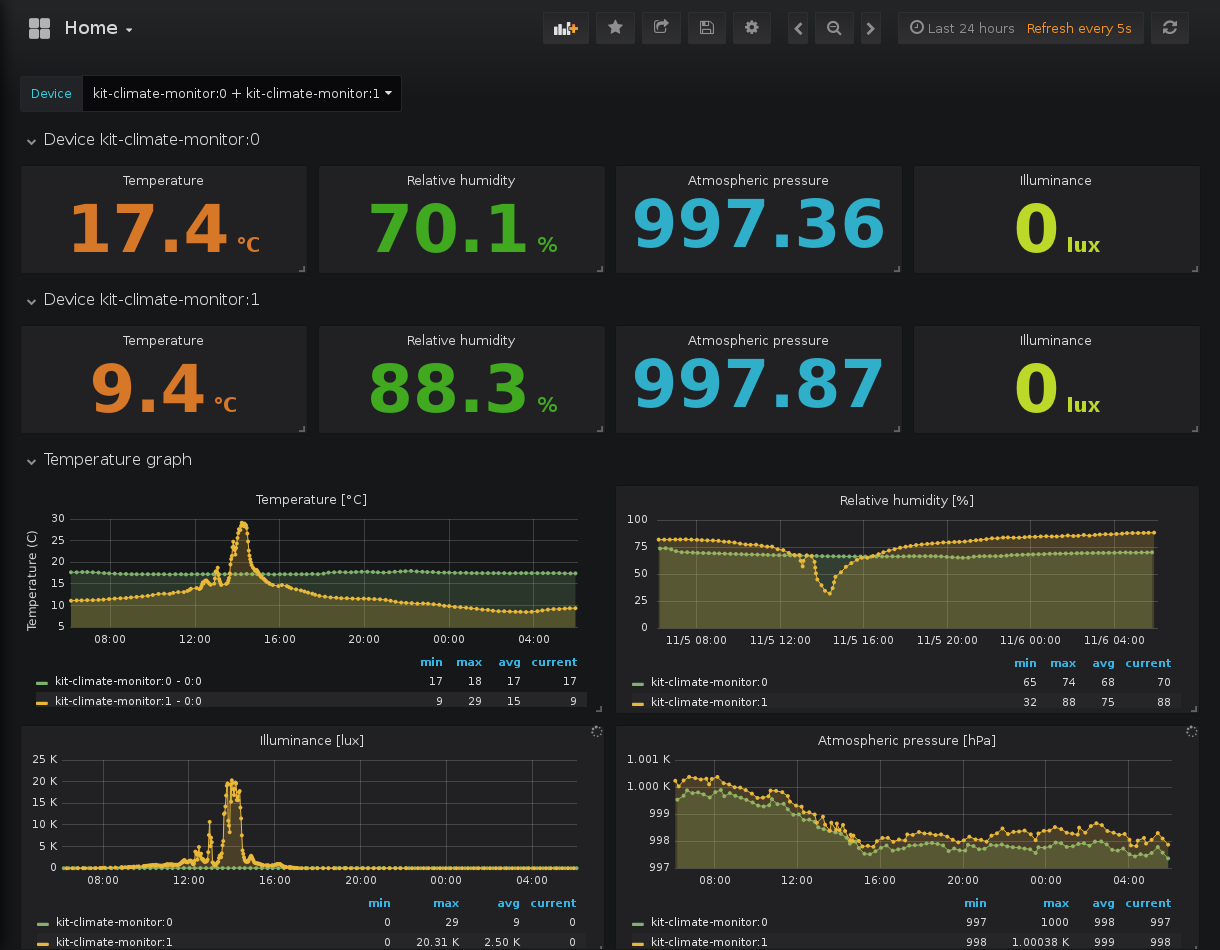 Home
Last 24 hours Refresh every 5s
Device kit-climate-monitor:0 + kit-climate-monitor:1
Device kit-climate-monitor:0
Temperature Relative humidity Atmospheric pressure Illuminance
17.4 °C 70.1 % 997.36 0 lux
Device kit-climate-monitor:1
Temperature Relative humidity Atmospheric pressure Illuminance
9.4 °C 88.3 % 997.87 0 lux
Temperature graph
Temperature [°C]
Temperature (C)
30
25
20
15
10
5
08:00 12:00 16:00 20:00 00:00 04:00
min max avg current
kit-climate-monitor:0 - 0:0 17 18 17 17
kit-climate-monitor:1 - 0:0 9 29 15 9
Relative humidity [%]
100
75
50
25
0
11/5 08:00 11/5 12:00 11/5 16:00 11/5 20:00 11/6 00:00 11/6 04:00
min max avg current
kit-climate-monitor:0 65 74 68 70
kit-climate-monitor:1 32 88 75 88
Illuminance [lux]
25 K
20 K
15 K
10 K
5 K
0
08:00 12:00 16:00 20:00 00:00 04:00
min max avg current
kit-climate-monitor:0 0 29 9 0
kit-climate-monitor:1 0 20.31 K 2.50 K 0
Atmospheric pressure [hPa]
1.001 K
1.000 K
999
998
997
08:00 12:00 16:00 20:00 00:00 04:00
min max avg current
kit-climate-monitor:0 997 1000 998 997
kit-climate-monitor:1 998 1.00038 K 999 998